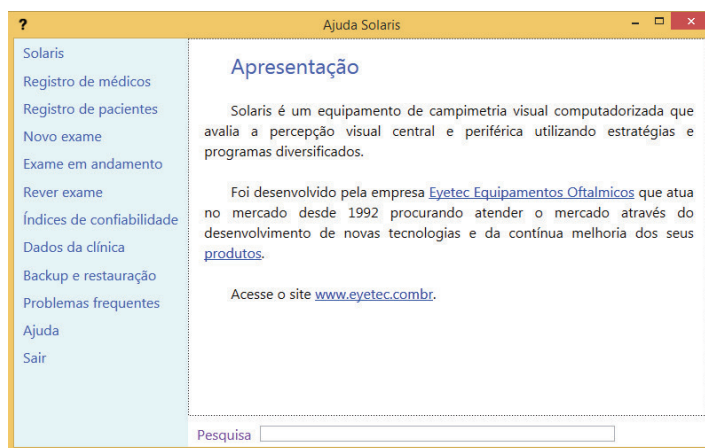 ?
Ajuda Solaris
Solaris
Registro de médicos
Registro de pacientes
Novo exame
Exame em andamento
Rever exame
Índices de confiabilidade
Dados da clínica
Backup e restauração
Problemas frequentes
Ajuda
Sair
Apresentação
Solaris é um equipamento de campimetria visual computadorizada que
avalia a percepção visual central e periférica utilizando estratégias e
programas diversificados.
Foi desenvolvido pela empresa Eyetec Equipamentos Oftalmicos que atua
no mercado desde 1992 procurando atender o mercado através do
desenvolvimento de novas tecnologias e da contínua melhoria dos seus
produtos.
Acesse o site www.eyetec.combr.
Pesquisa